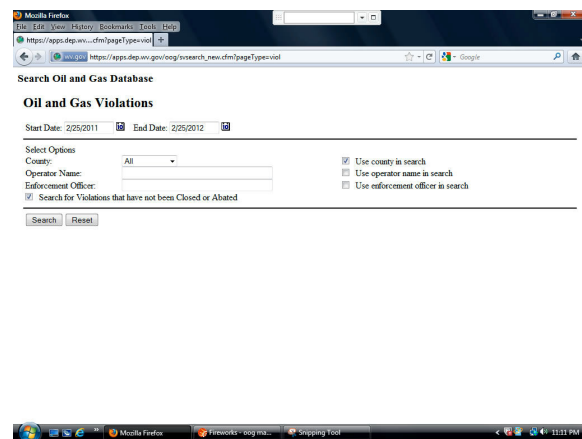 Mozilla Firefox
File Edit View History Bookmarks Tools Help
https://apps.dep.wv....cfm?pageType=viol +
wv.gov https://apps.dep.wv.gov/oog/svsearch_new.cfm?pageType=viol Google
Search Oil and Gas Database
Oil and Gas Violations
Start Date: 2/25/2011 End Date: 2/25/2012
Select Options
County: All Use county in search
Operator Name: Use operator name in search
Enforcement Officer: Use enforcement officer in search
Search for Violations that have not been Closed or Abated
Search Reset
Mozilla Firefox Fireworks - oog ma... Snipping Tool 11:11 PM